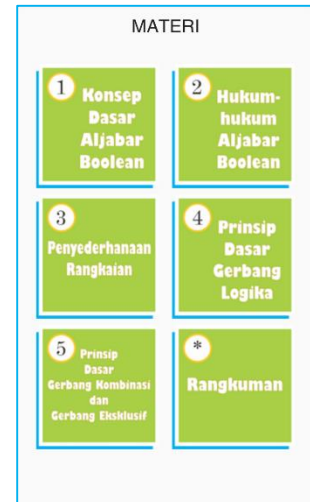 MATERI
1
Konsep
Dasar
Aljabar
Boolean
2
Hukum-
hukum
Aljabar
Boolean
3
Penyederhanaan
Rangkaian
4
Prinsip
Dasar
Gerbang
Logika
5
Prinsip
Dasar
Gerbang Kombinasi
dan
Gerbang Eksklusif
*
Rangkuman